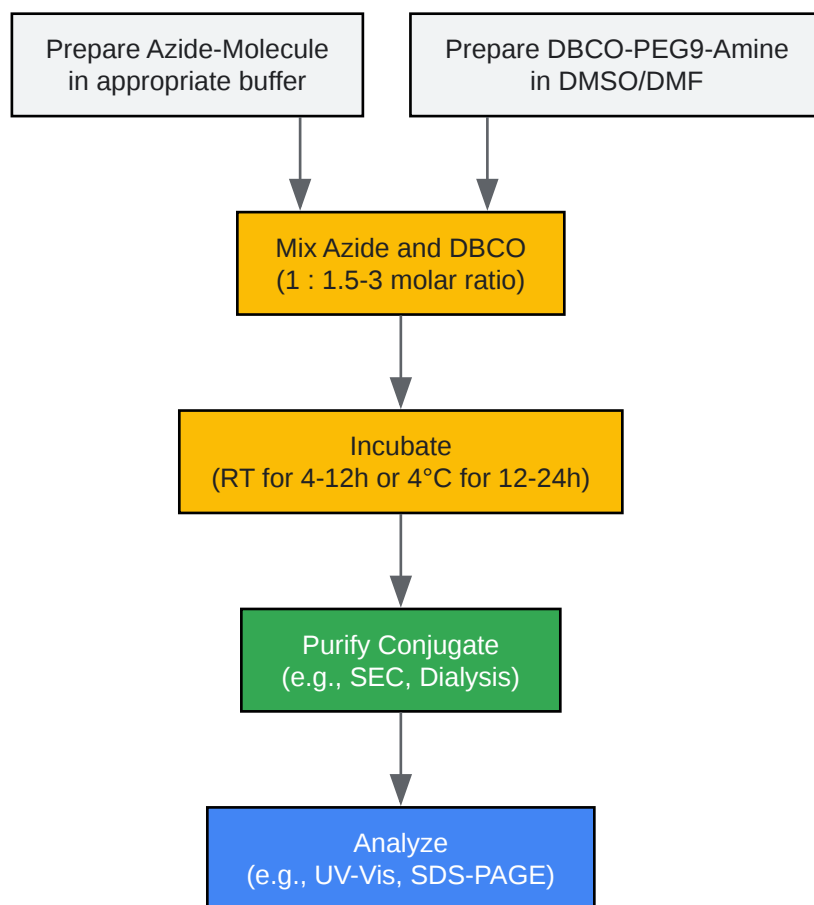 Prepare Azide-Molecule
in appropriate buffer
Prepare DBCO-PEG9-Amine
in DMSO/DMF
Mix Azide and DBCO
(1 : 1.5-3 molar ratio)
Incubate
(RT for 4-12h or 4°C for 12-24h)
Purify Conjugate
(e.g., SEC, Dialysis)
Analyze
(e.g., UV-Vis, SDS-PAGE)